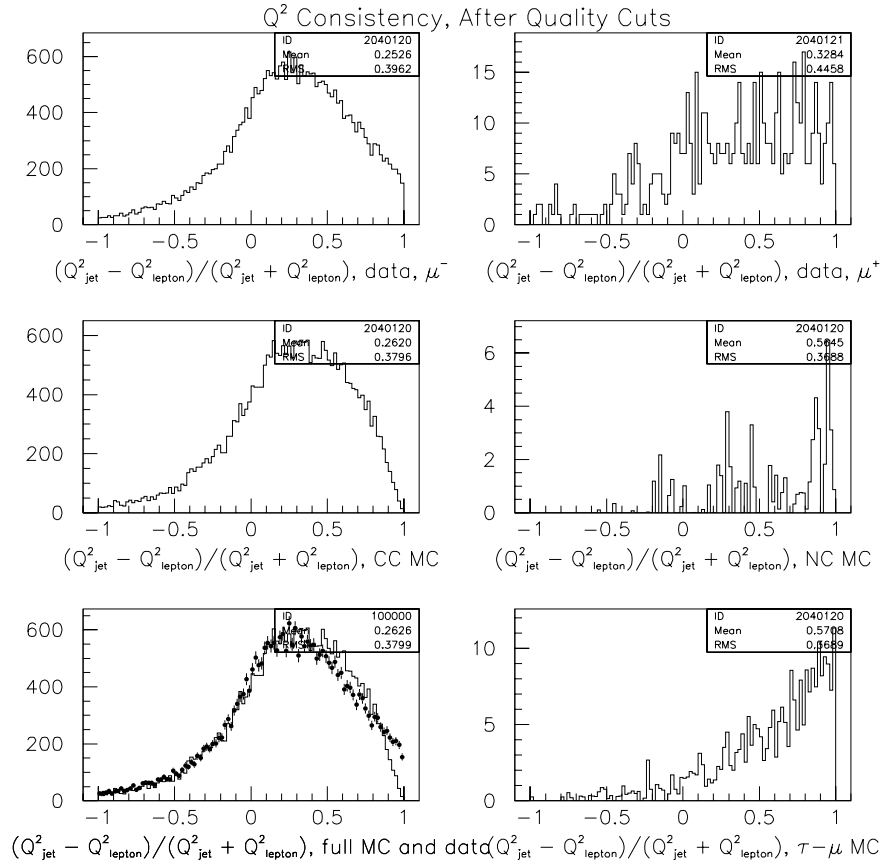 Q² Consistency, After Quality Cuts
ID 2040120
Mean 0.2526
RMS 0.3962
600
400
200
0
−1 −0.5 0 0.5 1
(Q²jet − Q²lepton)/(Q²jet + Q²lepton), data, μ⁻
ID 2040121
Mean 0.3284
RMS 0.4458
15
10
5
0
−1 −0.5 0 0.5 1
(Q²jet − Q²lepton)/(Q²jet + Q²lepton), data, μ⁺
ID 2040120
Mean 0.2620
RMS 0.3796
600
400
200
0
−1 −0.5 0 0.5 1
(Q²jet − Q²lepton)/(Q²jet + Q²lepton), CC MC
ID 2040120
Mean 0.5645
RMS 0.3688
6
4
2
0
−1 −0.5 0 0.5 1
(Q²jet − Q²lepton)/(Q²jet + Q²lepton), NC MC
ID 100000
Mean 0.2626
RMS 0.3799
600
400
200
0
−1 −0.5 0 0.5 1
(Q²jet − Q²lepton)/(Q²jet + Q²lepton), full MC and data
ID 2040120
Mean 0.5708
RMS 0.3689
10
5
0
−1 −0.5 0 0.5 1
(Q²jet − Q²lepton)/(Q²jet + Q²lepton), τ−μ MC